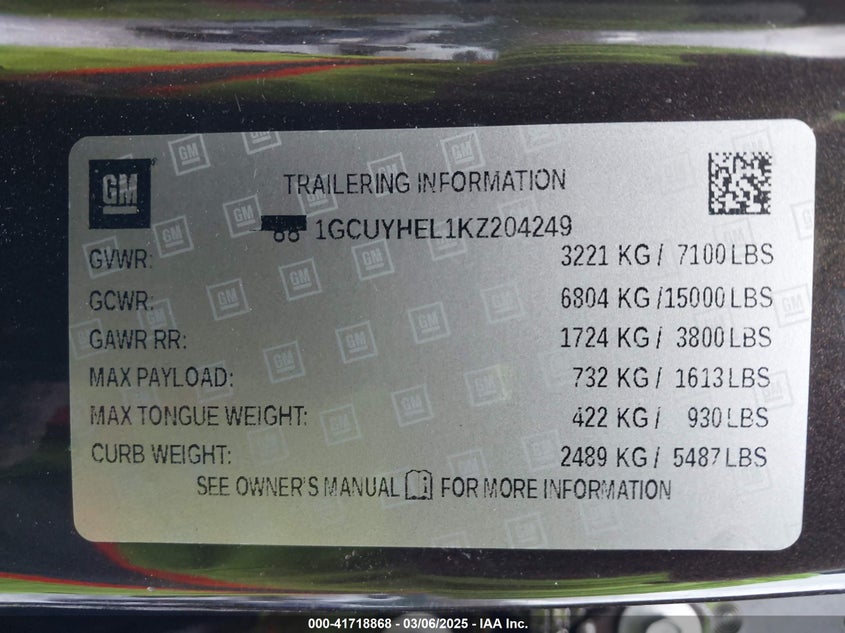 GM
TRAILERING INFORMATION
1GCUYHEL1KZ204249
GVWR: 3221 KG / 7100 LBS
GCWR: 6804 KG / 15000 LBS
GAWR RR: 1724 KG / 3800 LBS
MAX PAYLOAD: 732 KG / 1613 LBS
MAX TONGUE WEIGHT: 422 KG / 930 LBS
CURB WEIGHT: 2489 KG / 5487 LBS
SEE OWNER'S MANUAL i FOR MORE INFORMATION
000-41718868 - 03/06/2025 - IAA Inc.